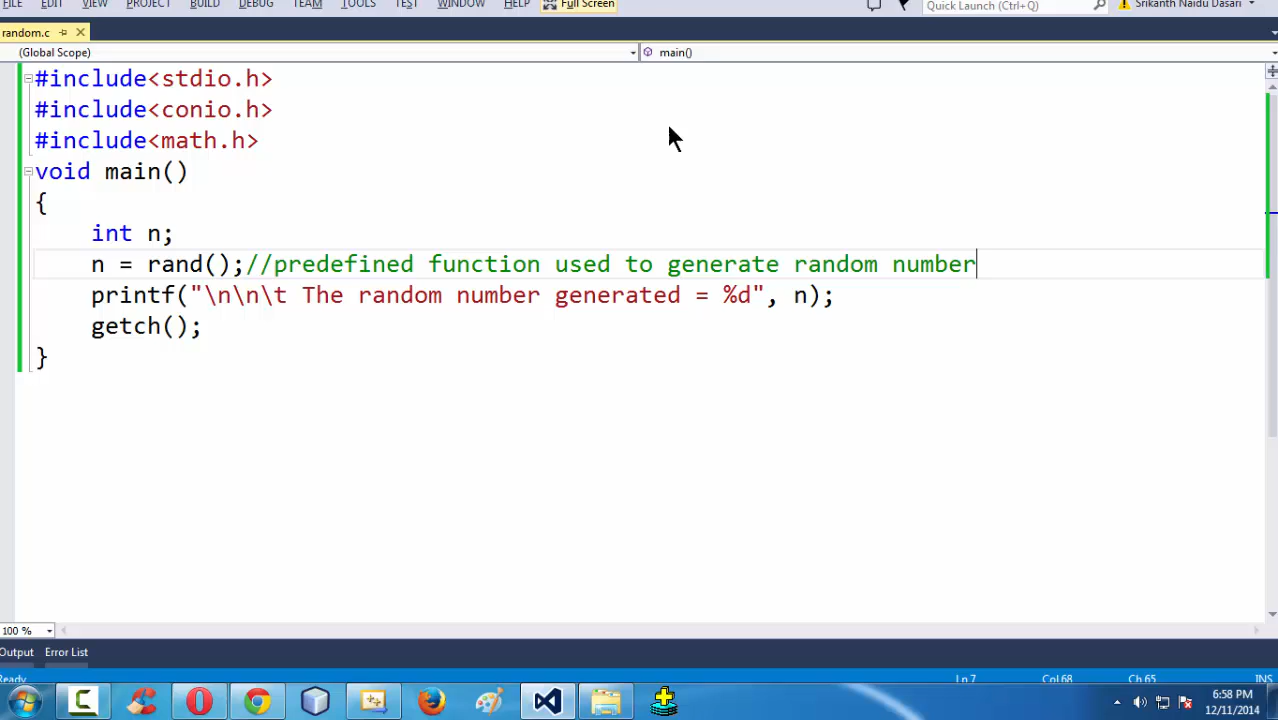 FILE EDIT VIEW PROJECT BUILD DEBUG TEAM TOOLS TEST WINDOW HELP Full Screen Quick Launch (Ctrl+Q) Srikanth Naidu Dasari
random.c
(Global Scope) main()
#include<stdio.h>
#include<conio.h>
#include<math.h>
void main()
{
int n;
n = rand();//predefined function used to generate random number
printf("\n\n\t The random number generated = %d", n);
getch();
}
100 %
Output Error List
Ready Ln 7 Col 68 Ch 65 INS
6:58 PM
12/11/2014